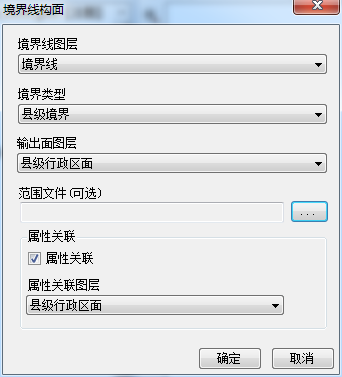 境界线构面
境界线图层
境界线
境界类型
县级境界
输出面图层
县级行政区面
范围文件(可选)
...
属性关联
属性关联
属性关联图层
县级行政区面
确定
取消